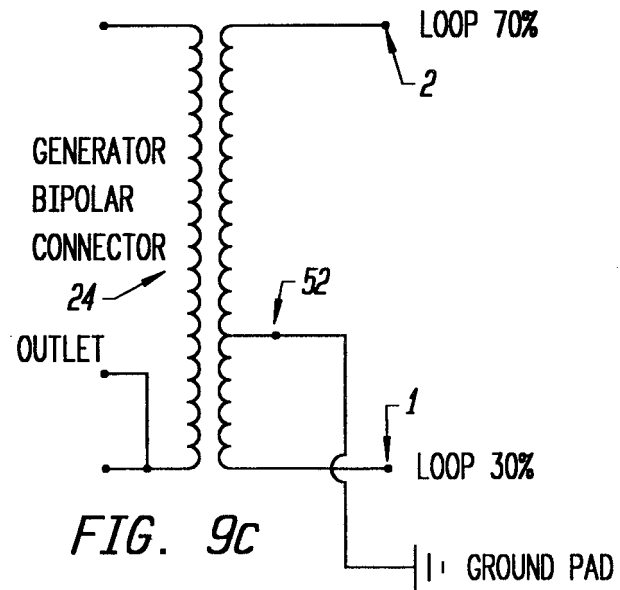 LOOP 70%
2
GENERATOR
BIPOLAR
CONNECTOR
24
52
OUTLET
1
LOOP 30%
FIG. 9c
GROUND PAD